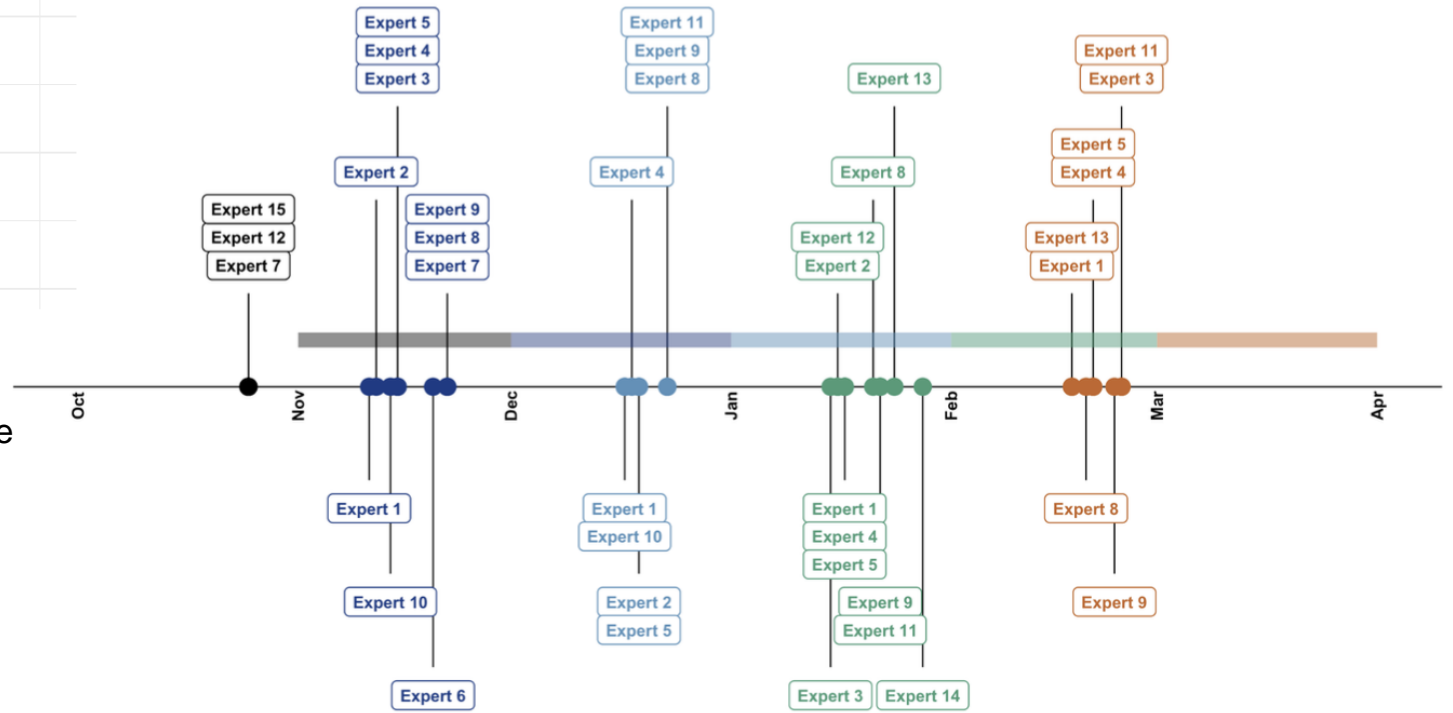 Expert 5
Expert 4
Expert 3
Expert 11
Expert 9
Expert 8
Expert 13
Expert 11
Expert 3
Expert 2
Expert 4
Expert 8
Expert 5
Expert 4
Expert 15
Expert 12
Expert 7
Expert 9
Expert 8
Expert 7
Expert 12
Expert 2
Expert 13
Expert 1
Oct
Nov
Dec
Jan
Feb
Mar
Apr
e
Expert 1
Expert 10
Expert 6
Expert 1
Expert 10
Expert 2
Expert 5
Expert 1
Expert 4
Expert 5
Expert 9
Expert 11
Expert 3
Expert 14
Expert 8
Expert 9